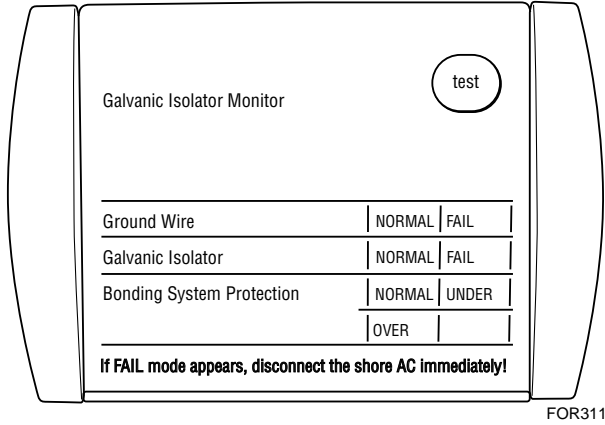 test
Galvanic Isolator Monitor
Ground Wire NORMAL FAIL
Galvanic Isolator NORMAL FAIL
Bonding System Protection NORMAL UNDER
OVER
If FAIL mode appears, disconnect the shore AC immediately!
FOR311